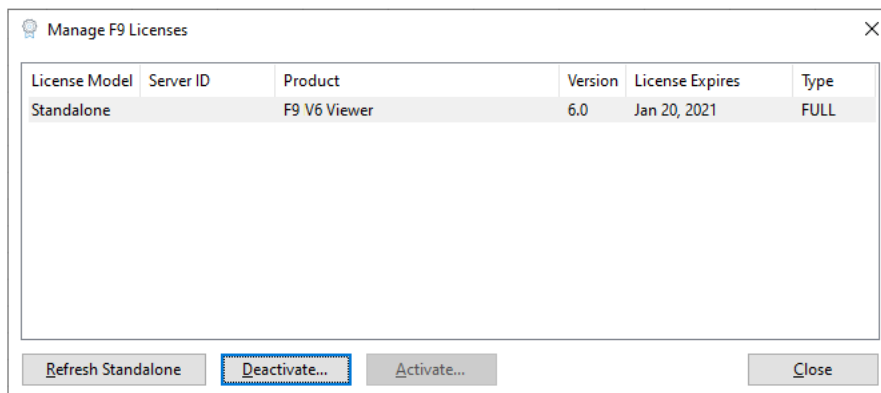 Manage F9 Licenses
License Model Server ID Product Version License Expires Type
Standalone F9 V6 Viewer 6.0 Jan 20, 2021 FULL
Refresh Standalone Deactivate... Activate... Close